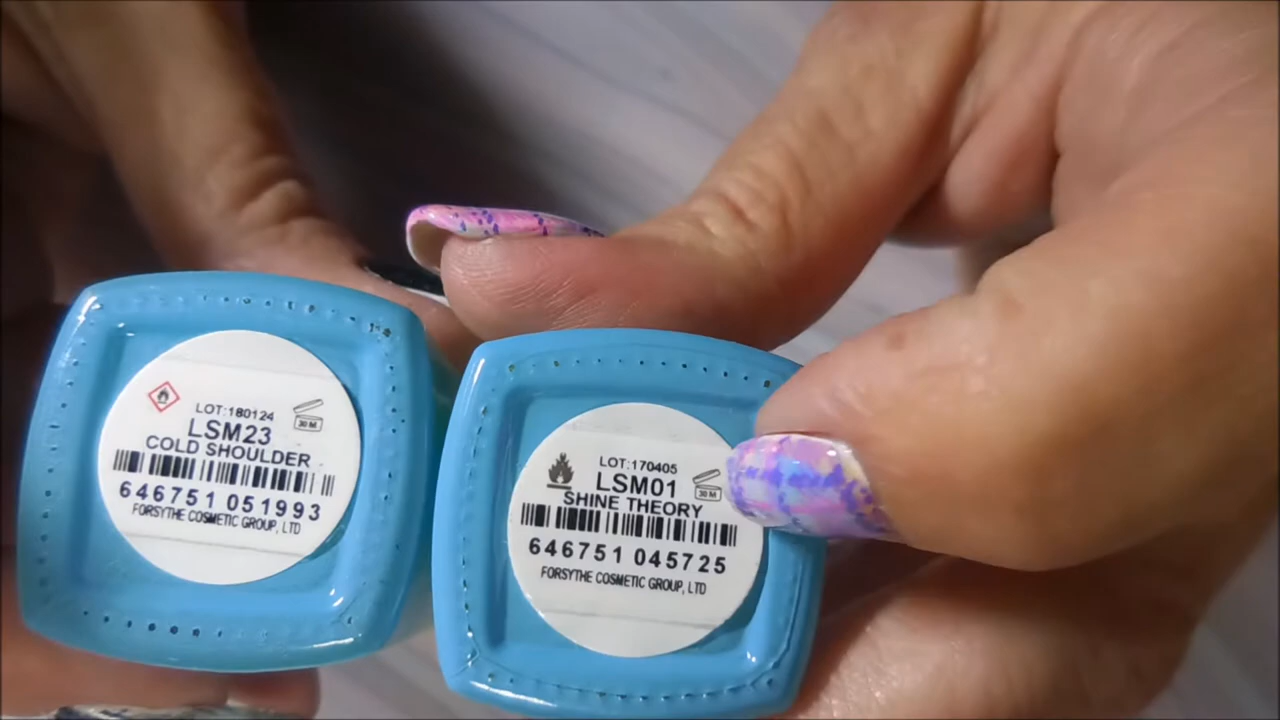 LOT:180124
30 M
LSM23
COLD SHOULDER
646751 051993
FORSYTHE COSMETIC GROUP, LTD
LOT:170405
LSM01
30 M
SHINE THEORY
646751 045725
FORSYTHE COSMETIC GROUP, LTD